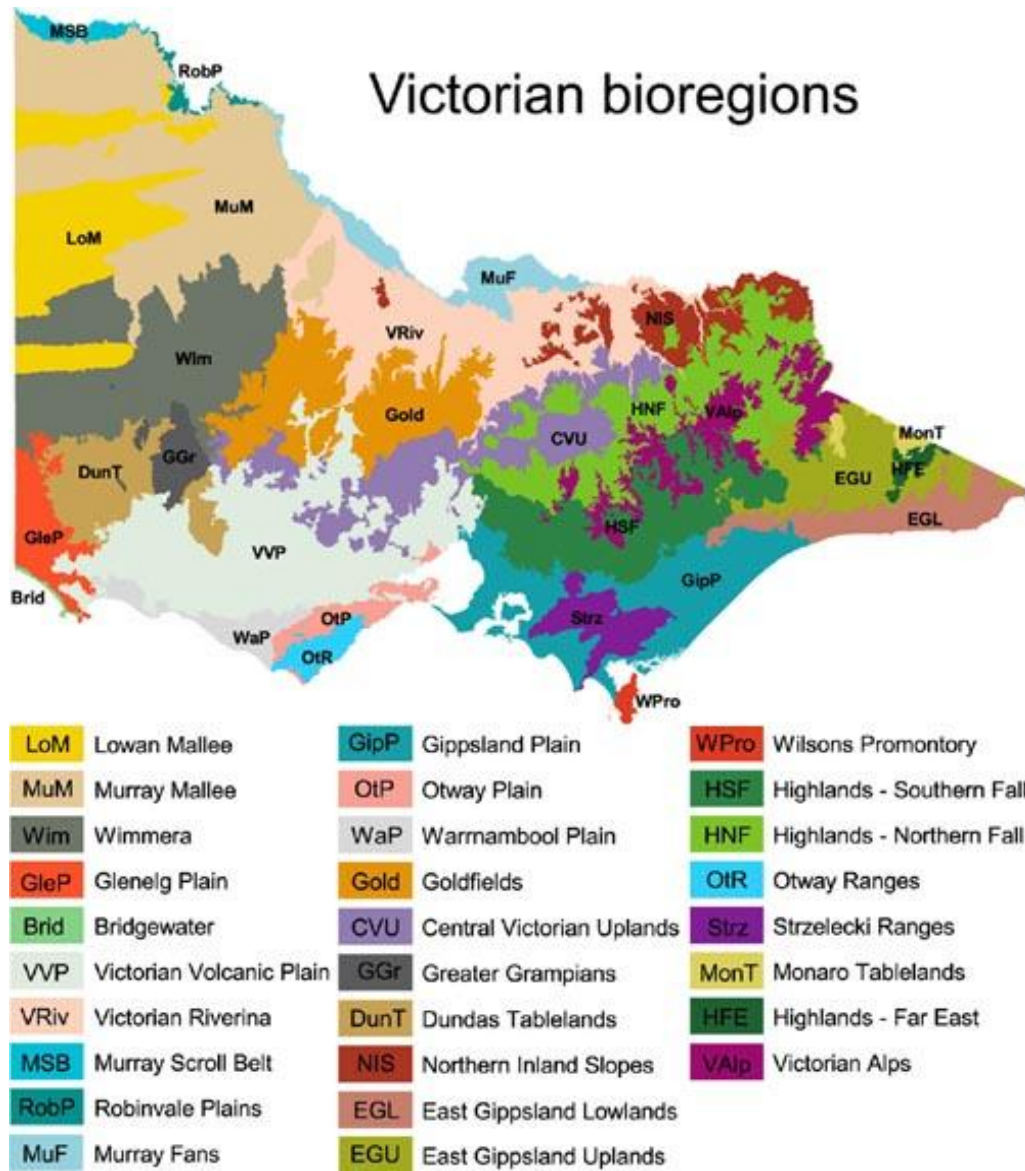 MSB
RobP
Victorian bioregions
MuM
LoM
MuF
VRiv
NIS
Wim
Gold
HNF
VAlp
CVU
MonT
GGr
DunT
HFE
EGU
EGL
HSF
GleP
VVP
GipP
Brid
OtP
Strz
WaP
OtR
WPro
LoM Lowan Mallee
MuM Murray Mallee
Wim Wimmera
GleP Glenelg Plain
Brid Bridgewater
VVP Victorian Volcanic Plain
VRiv Victorian Riverina
MSB Murray Scroll Belt
RobP Robinvale Plains
MuF Murray Fans
GipP Gippsland Plain
OtP Otway Plain
WaP Warrnambool Plain
Gold Goldfields
CVU Central Victorian Uplands
GGr Greater Grampians
DunT Dundas Tablelands
NIS Northern Inland Slopes
EGL East Gippsland Lowlands
EGU East Gippsland Uplands
WPro Wilsons Promontory
HSF Highlands - Southern Fall
HNF Highlands - Northern Fall
OtR Otway Ranges
Strz Strzelecki Ranges
MonT Monaro Tablelands
HFE Highlands - Far East
VAlp Victorian Alps